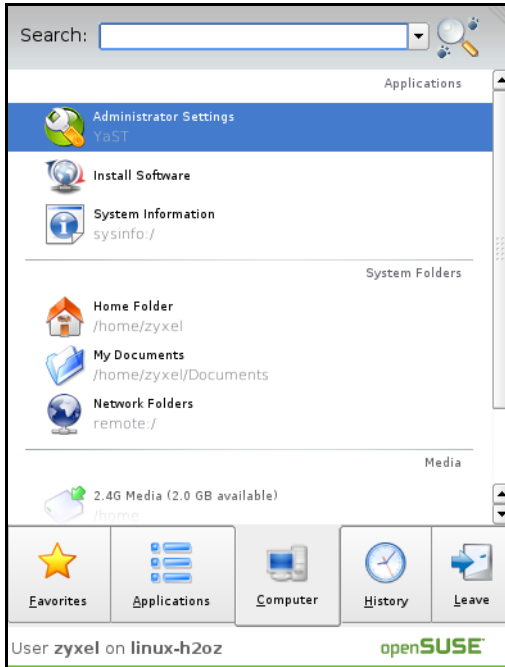 Search:
Applications
Administrator Settings
YaST
Install Software
System Information
sysinfo:/
System Folders
Home Folder
/home/zyxel
My Documents
/home/zyxel/Documents
Network Folders
remote:/
Media
2.4G Media (2.0 GB available)
/home
Favorites
Applications
Computer
History
Leave
User zyxel on linux-h2oz
openSUSE